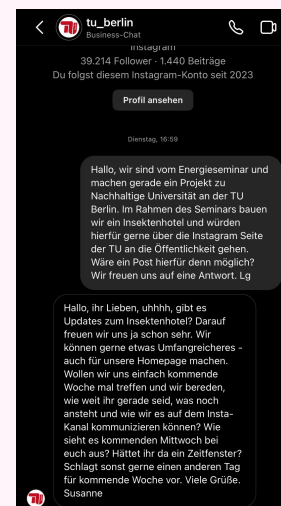 tu_berlin
Business-Chat
Instagram
39.214 Follower · 1.440 Beiträge
Du folgst diesem Instagram-Konto seit 2023
Profil ansehen
Dienstag, 16:59
Hallo, wir sind vom Energieseminar und
machen gerade ein Projekt zu
Nachhaltige Universität an der TU
Berlin. Im Rahmen des Seminars bauen
wir ein Insektenhotel und würden
hierfür gerne über die Instagram Seite
der TU an die Öffentlichkeit gehen.
Wäre ein Post hierfür denn möglich?
Wir freuen uns auf eine Antwort. Lg
Hallo, ihr Lieben, uhhhh, gibt es
Updates zum Insektenhotel? Darauf
freuen wir uns ja schon sehr. Wir
können gerne etwas Umfangreicheres -
auch für unsere Homepage machen.
Wollen wir uns einfach kommende
Woche mal treffen und wir bereden,
wie weit ihr gerade seid, was noch
ansteht und wie wir es auf dem Insta-
Kanal kommunizieren können? Wie
sieht es kommenden Mittwoch bei
euch aus? Hättet ihr da ein Zeitfenster?
Schlagt sonst gerne einen anderen Tag
für kommende Woche vor. Viele Grüße.
Susanne